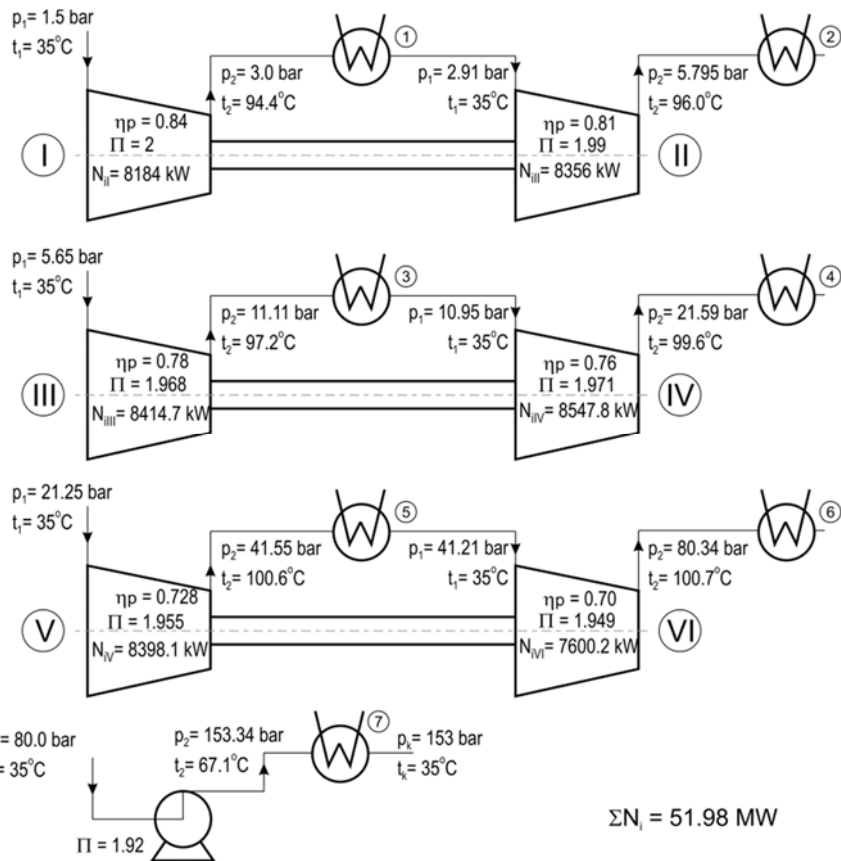 p₁= 1.5 bar
t₁= 35°C
p₂= 3.0 bar
t₂= 94.4°C
①
p₁= 2.91 bar
t₁= 35°C
p₂= 5.795 bar
t₂= 96.0°C
②
I
ηp = 0.84
Π = 2
N_iI= 8184 kW
ηp = 0.81
Π = 1.99
N_iII= 8356 kW
II
p₁= 5.65 bar
t₁= 35°C
p₂= 11.11 bar
t₂= 97.2°C
③
p₁= 10.95 bar
t₁= 35°C
p₂= 21.59 bar
t₂= 99.6°C
④
III
ηp = 0.78
Π = 1.968
N_iIII= 8414.7 kW
ηp = 0.76
Π = 1.971
N_iIV= 8547.8 kW
IV
p₁= 21.25 bar
t₁= 35°C
p₂= 41.55 bar
t₂= 100.6°C
⑤
p₁= 41.21 bar
t₁= 35°C
p₂= 80.34 bar
t₂= 100.7°C
⑥
V
ηp = 0.728
Π = 1.955
N_iV= 8398.1 kW
ηp = 0.70
Π = 1.949
N_iVI= 7600.2 kW
VI
= 80.0 bar
= 35°C
p₂= 153.34 bar
t₂= 67.1°C
⑦
pₖ= 153 bar
tₖ= 35°C
Π = 1.92
ΣNᵢ = 51.98 MW